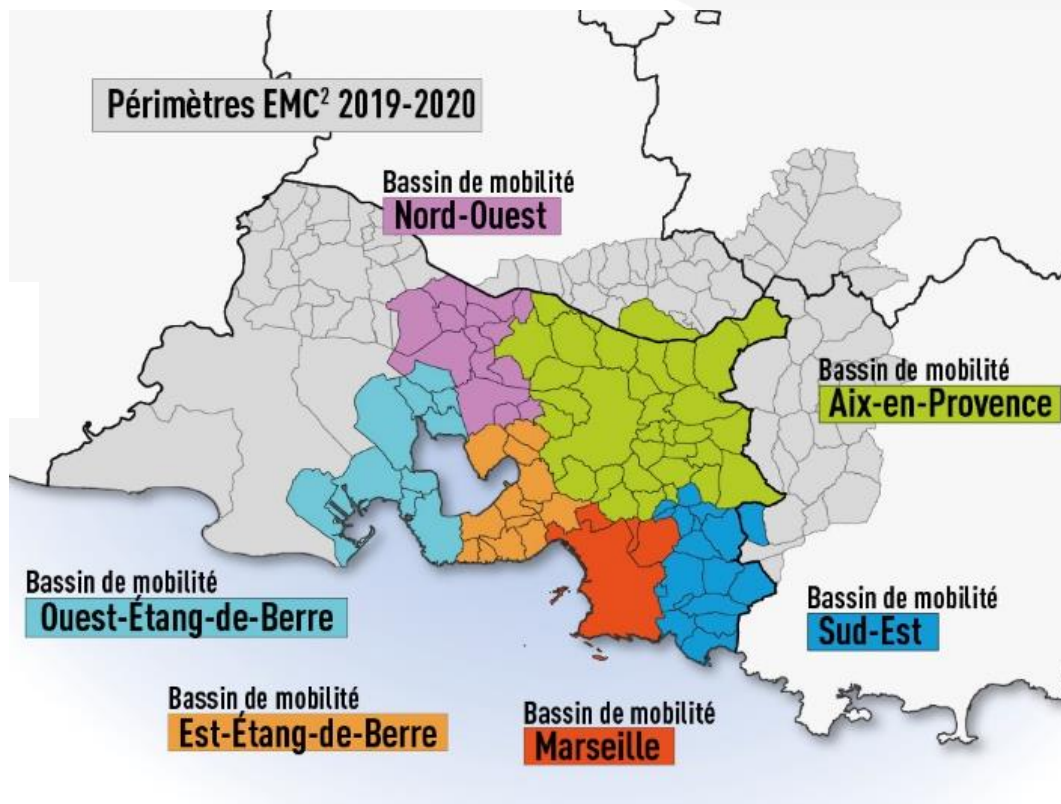 Périmètres EMC² 2019-2020
Bassin de mobilité
Nord-Ouest
Bassin de mobilité
Aix-en-Provence
Bassin de mobilité
Ouest-Étang-de-Berre
Bassin de mobilité
Sud-Est
Bassin de mobilité
Est-Étang-de-Berre
Bassin de mobilité
Marseille